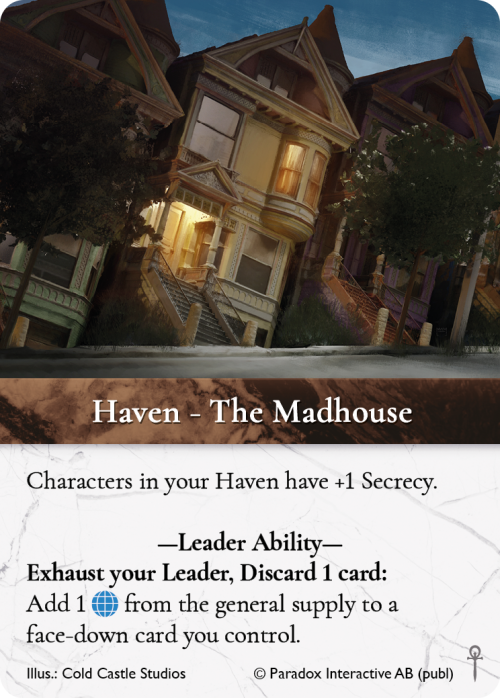 Haven - The Madhouse
Characters in your Haven have +1 Secrecy.
—Leader Ability—
Exhaust your Leader, Discard 1 card:
Add 1 from the general supply to a
face-down card you control.
Illus.: Cold Castle Studios © Paradox Interactive AB (publ)